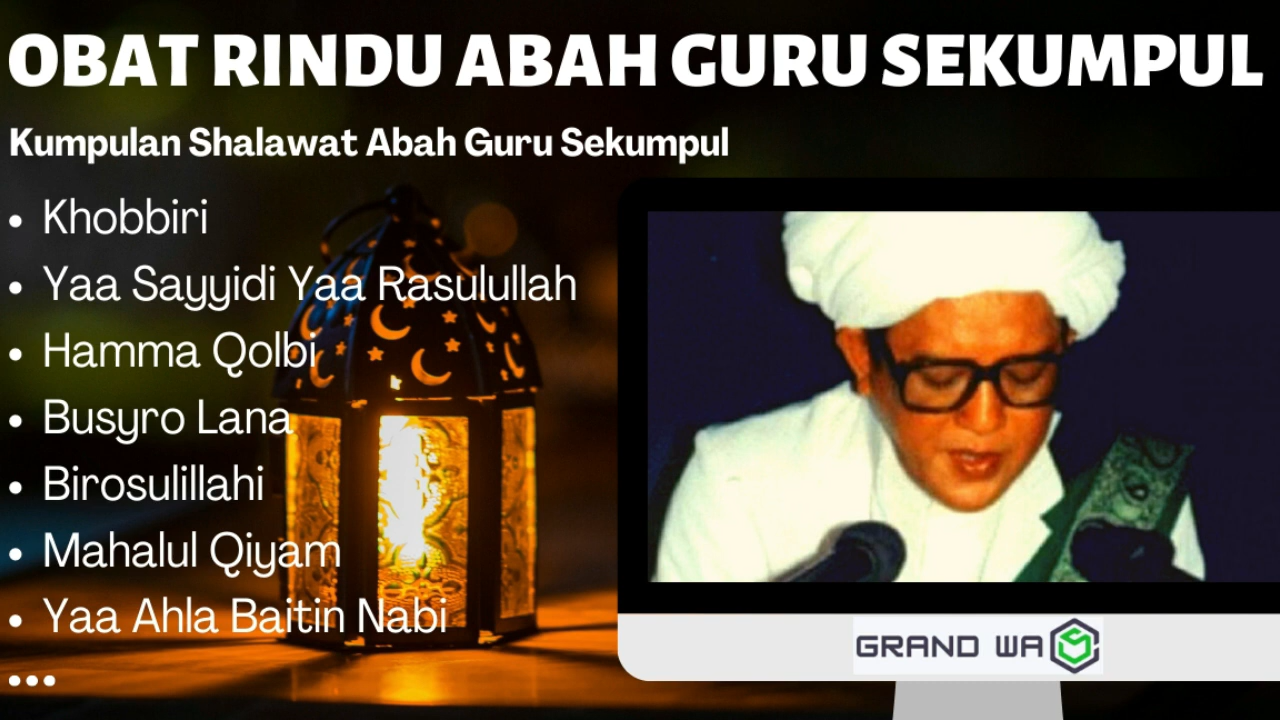 OBAT RINDU ABAH GURU SEKUMPUL
Kumpulan Shalawat Abah Guru Sekumpul
• Khobbiri
• Yaa Sayyidi Yaa Rasulullah
• Hamma Qolbi
• Busyro Lana
• Birosulillahi
• Mahalul Qiyam
• Yaa Ahla Baitin Nabi
...
GRAND WA